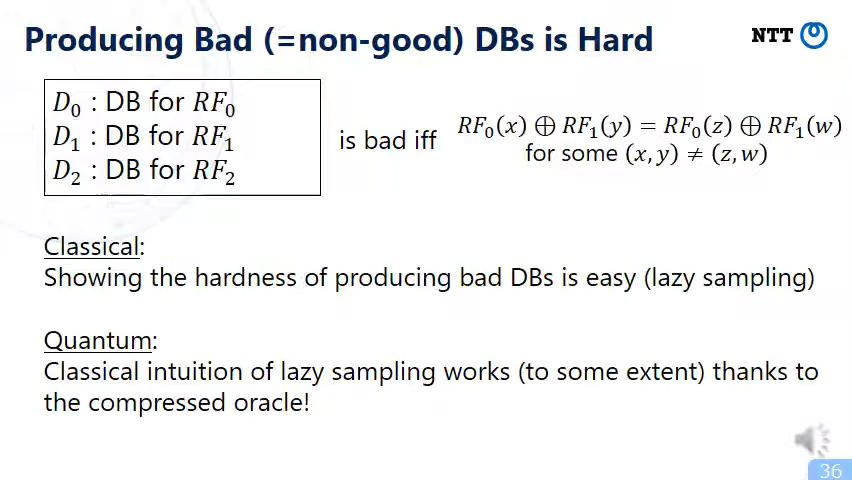 Producing Bad (=non-good) DBs is Hard
NTT
D₀ : DB for RF₀
D₁ : DB for RF₁
D₂ : DB for RF₂
is bad iff
RF₀(x) ⊕ RF₁(y) = RF₀(z) ⊕ RF₁(w)
for some (x, y) ≠ (z, w)
Classical:
Showing the hardness of producing bad DBs is easy (lazy sampling)
Quantum:
Classical intuition of lazy sampling works (to some extent) thanks to
the compressed oracle!
36